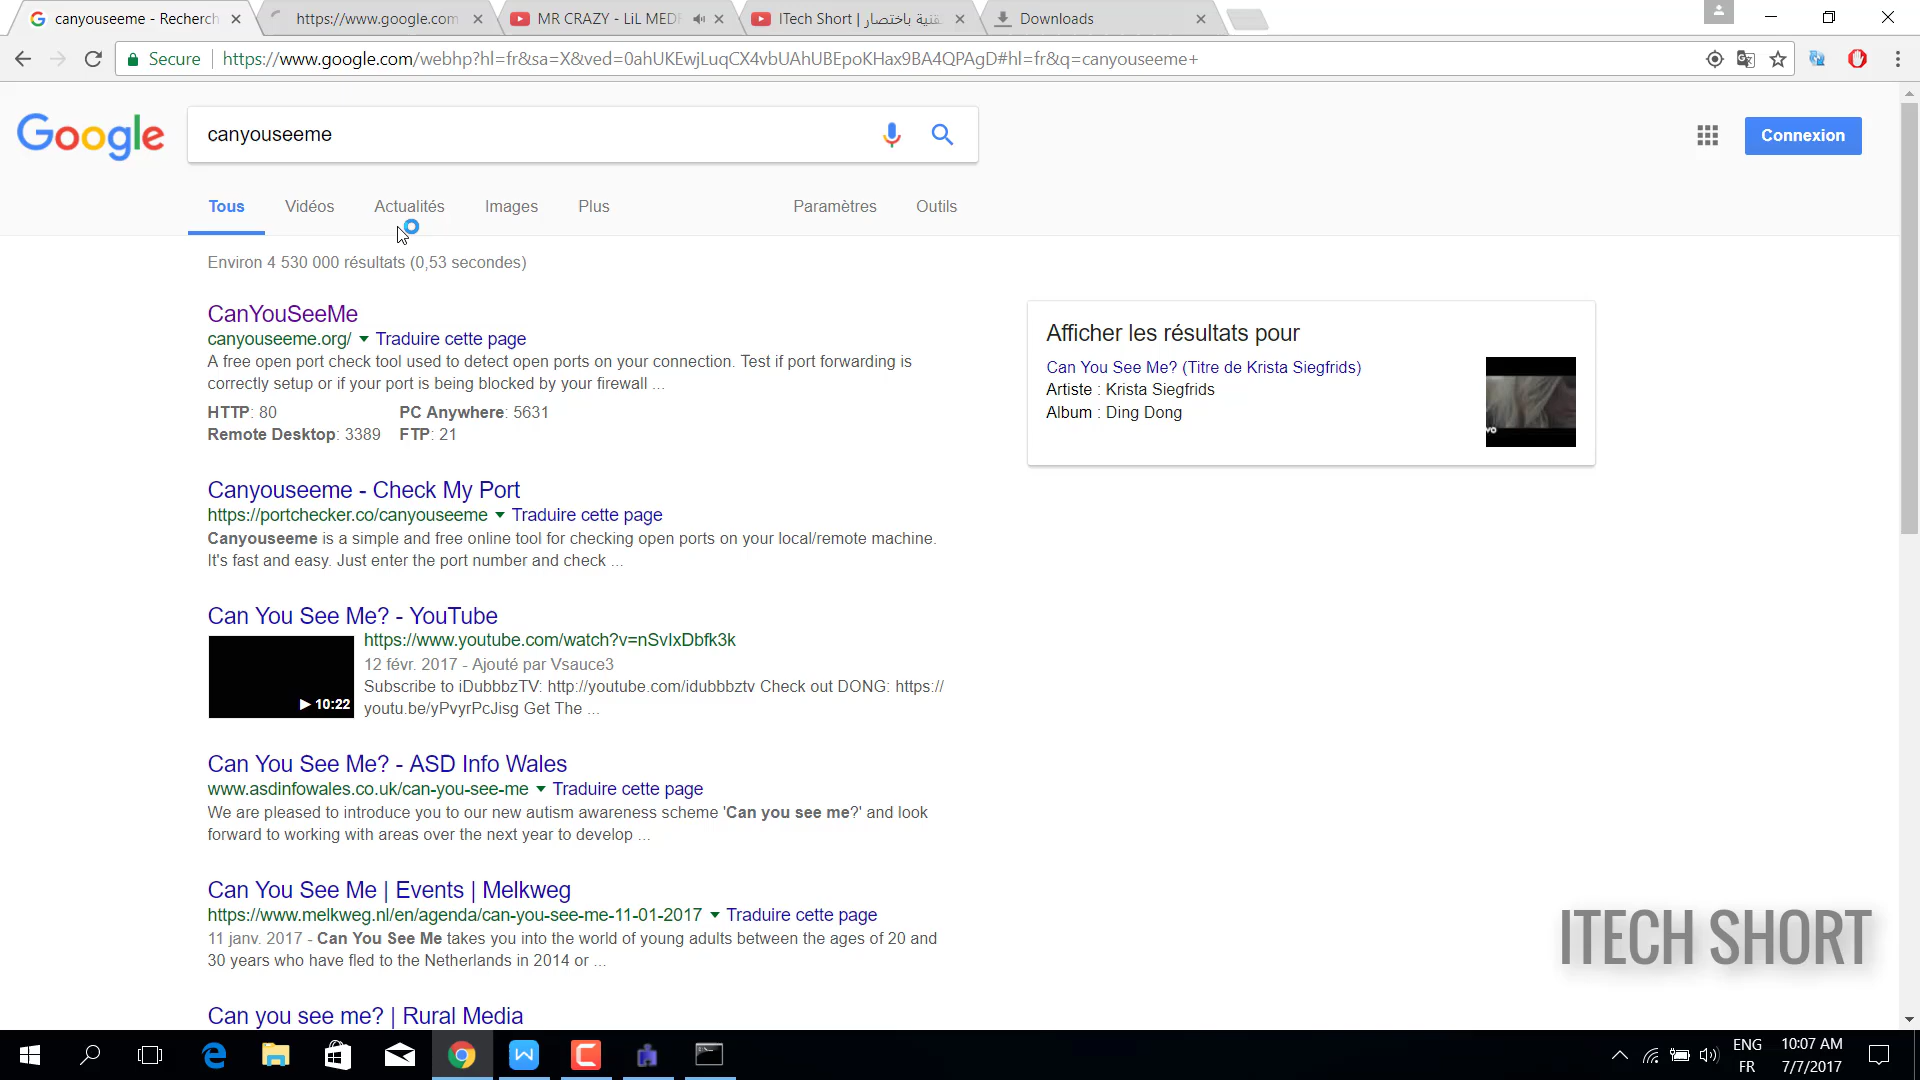 canyouseeme - Recherch
https://www.google.com
MR CRAZY - LiL MEDI
ITech Short | تقنية باختصار
Downloads
Secure
https://www.google.com/webhp?hl=fr&sa=X&ved=0ahUKEwjLuqCX4vbUAhUBEpoKHax9BA4QPAgD#hl=fr&q=canyouseeme+
Google
canyouseeme
Connexion
Tous
Vidéos
Actualités
Images
Plus
Paramètres
Outils
Environ 4 530 000 résultats (0,53 secondes)
CanYouSeeMe
canyouseeme.org/ Traduire cette page
A free open port check tool used to detect open ports on your connection. Test if port forwarding is
correctly setup or if your port is being blocked by your firewall ...
HTTP: 80 PC Anywhere: 5631
Remote Desktop: 3389 FTP: 21
Afficher les résultats pour
Can You See Me? (Titre de Krista Siegfrids)
Artiste : Krista Siegfrids
Album : Ding Dong
vo
Canyouseeme - Check My Port
https://portchecker.co/canyouseeme Traduire cette page
Canyouseeme is a simple and free online tool for checking open ports on your local/remote machine.
It's fast and easy. Just enter the port number and check ...
Can You See Me? - YouTube
https://www.youtube.com/watch?v=nSvIxDbfk3k
12 févr. 2017 - Ajouté par Vsauce3
Subscribe to iDubbbzTV: http://youtube.com/idubbbztv Check out DONG: https://
youtu.be/yPvyrPcJisg Get The ...
10:22
Can You See Me? - ASD Info Wales
www.asdinfowales.co.uk/can-you-see-me Traduire cette page
We are pleased to introduce you to our new autism awareness scheme 'Can you see me?' and look
forward to working with areas over the next year to develop ...
Can You See Me | Events | Melkweg
https://www.melkweg.nl/en/agenda/can-you-see-me-11-01-2017 Traduire cette page
11 janv. 2017 - Can You See Me takes you into the world of young adults between the ages of 20 and
30 years who have fled to the Netherlands in 2014 or ...
Can you see me? | Rural Media
ITECH SHORT
ENG
FR
10:07 AM
7/7/2017